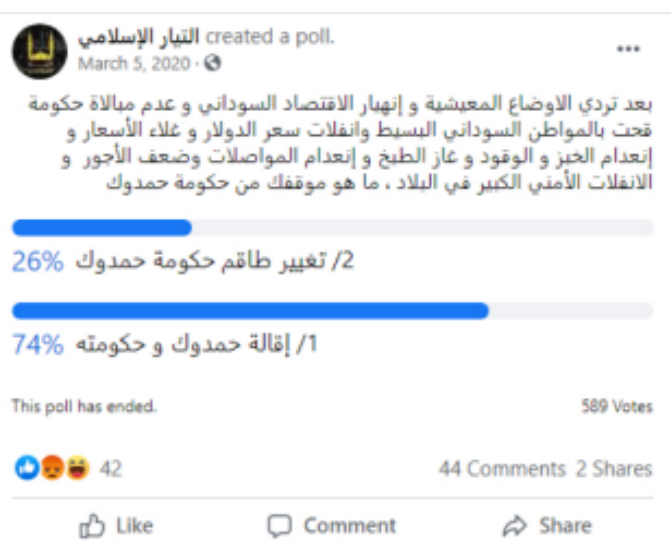 التيار الإسلامي created a poll.
March 5, 2020 ·
بعد تردي الاوضاع المعيشية و إنهيار الاقتصاد السوداني و عدم مبالاة حكومة
قحت بالمواطن السوداني البسيط وانفلات سعر الدولار و غلاء الأسعار و
إنعدام الخبز و الوقود و غاز الطبخ و إنعدام المواصلات وضعف الأجور و
الانفلات الأمني الكبير في البلاد ، ما هو موقفك من حكومة حمدوك
2/ تغيير طاقم حكومة حمدوك 26%
1/ إقالة حمدوك و حكومته 74%
This poll has ended. 589 Votes
42 44 Comments 2 Shares
Like Comment Share